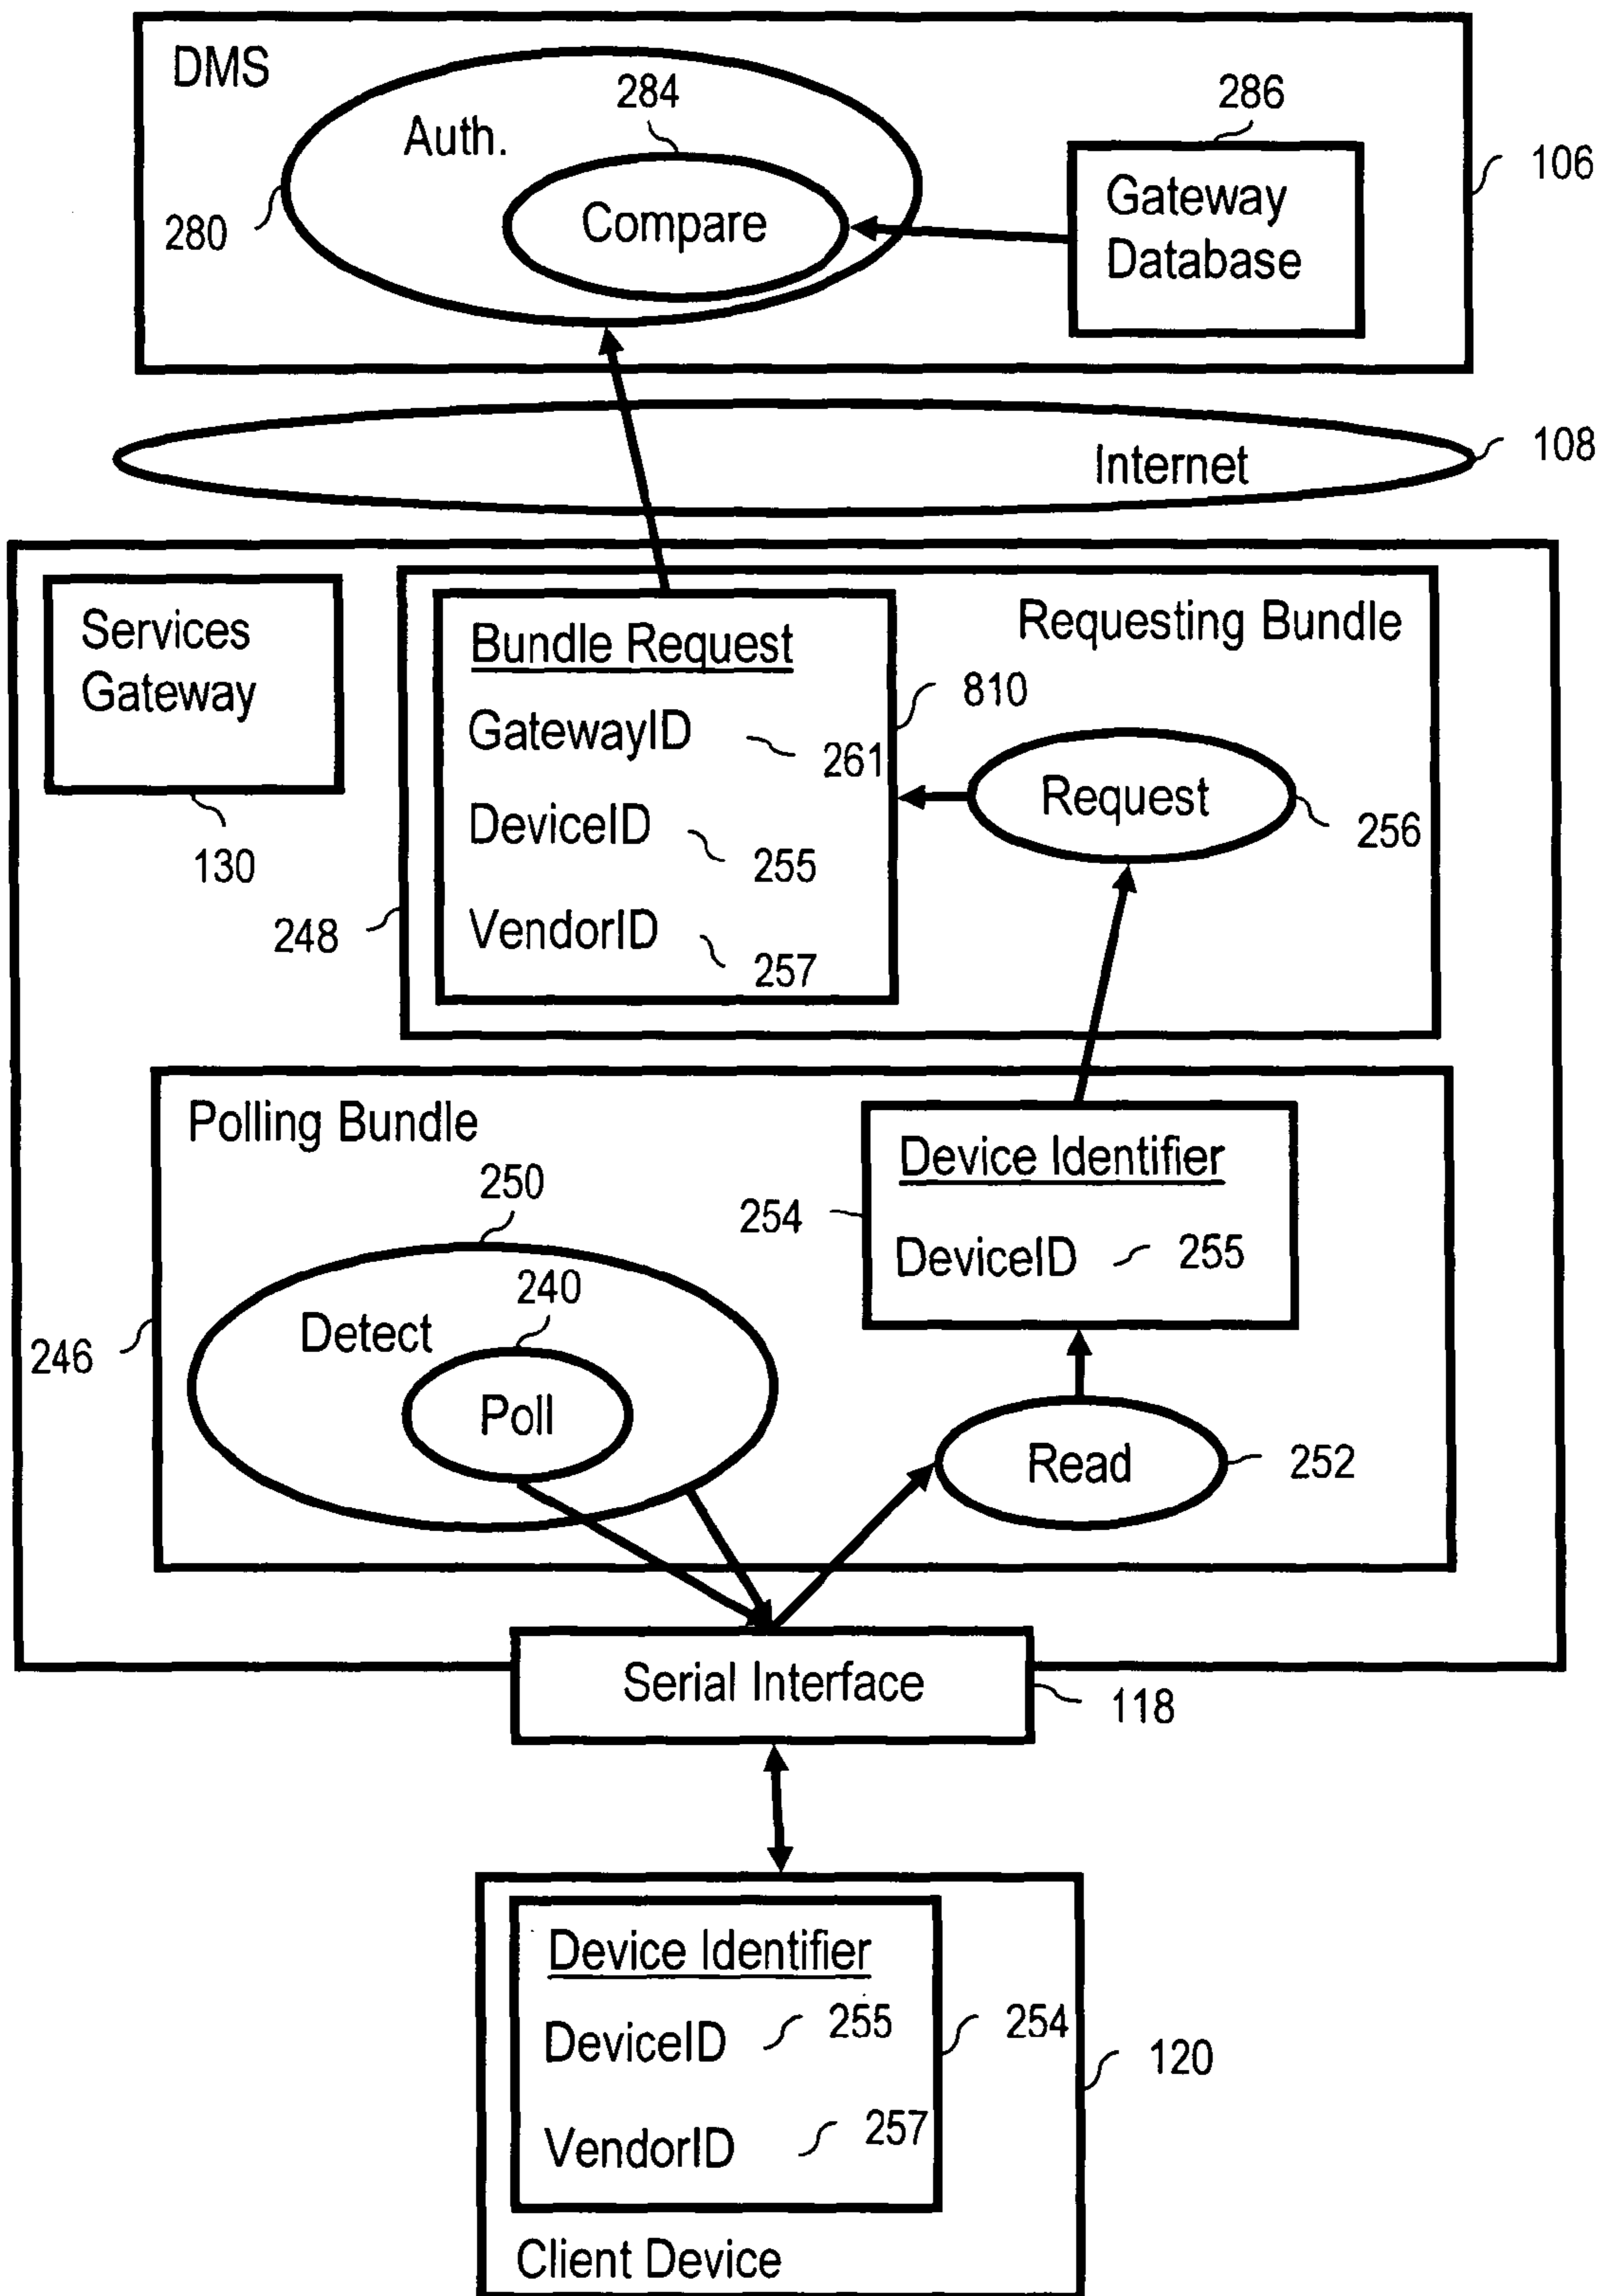 DMS
284
286
Auth.
106
Gateway
Database
Compare
280
108
Internet
Services
Gateway
130
Requesting Bundle
Bundle Request
810
GatewayID
261
Request
256
DeviceID
255
VendorID
257
248
Polling Bundle
Device Identifier
250
254
DeviceID
255
240
Detect
246
Poll
Read
252
Serial Interface
118
Device Identifier
DeviceID
255
254
120
VendorID
257
Client Device